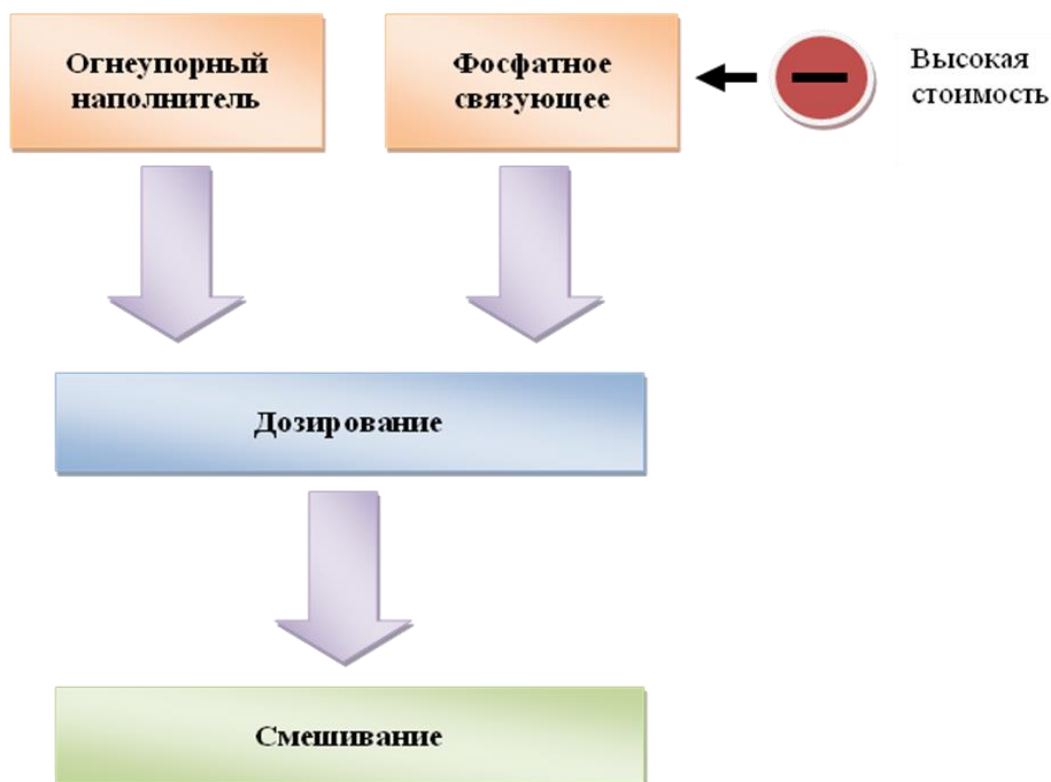 Огнеупорный
наполнитель
Фосфатное
связующее
Высокая
стоимость
Дозирование
Смешивание